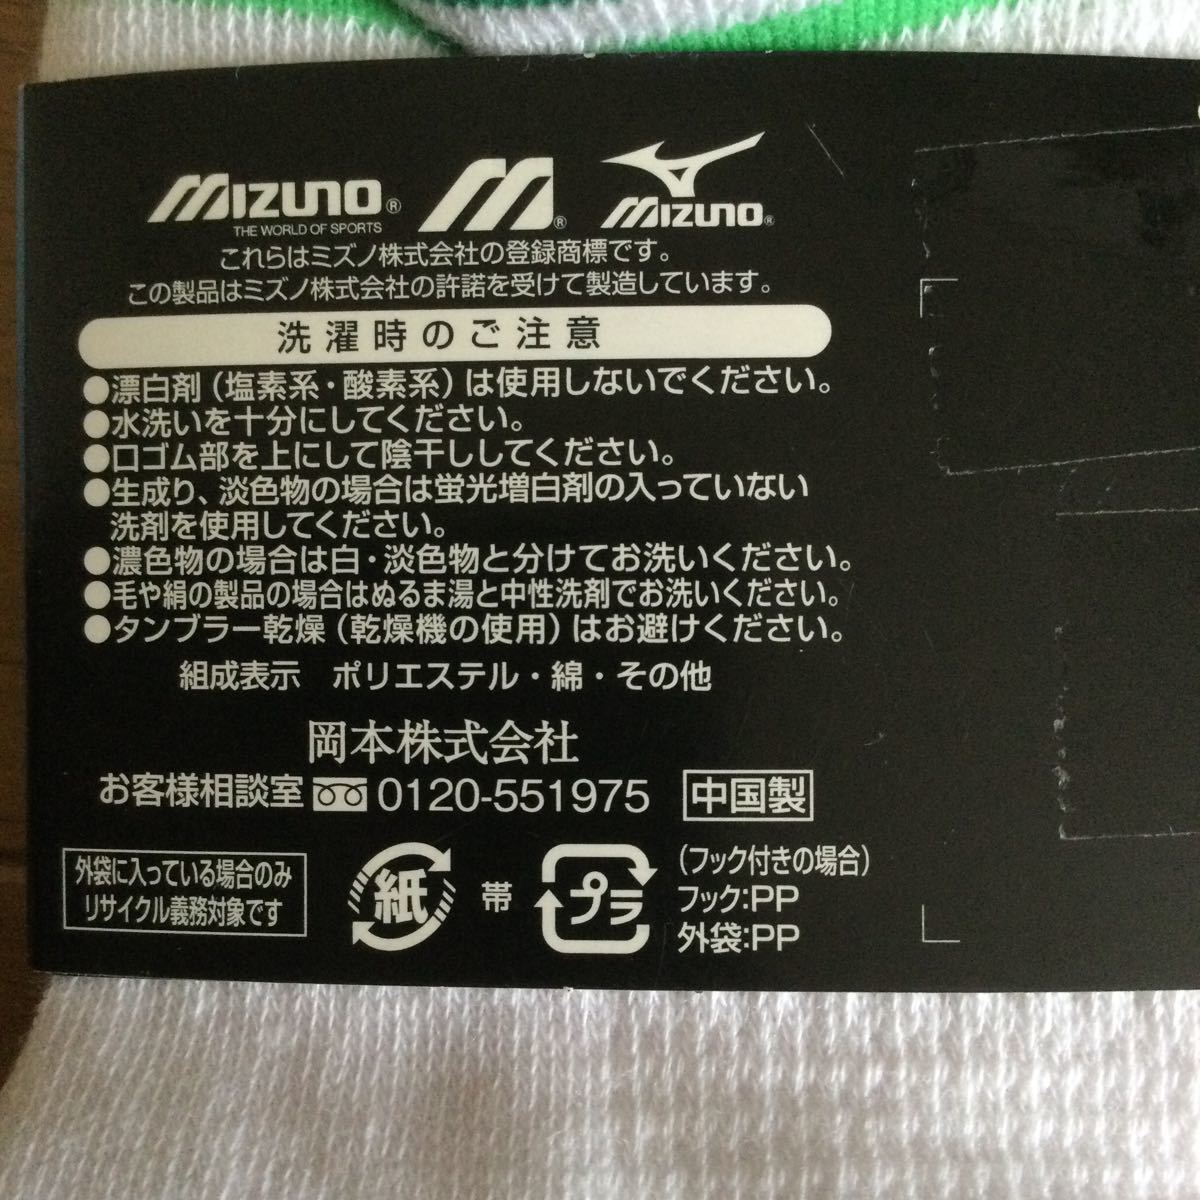 MIZUNO® M® MIZUNO®
THE WORLD OF SPORTS
これらはミズノ株式会社の登録商標です。
この製品はミズノ株式会社の許諾を受けて製造しています。
洗濯時のご注意
●漂白剤（塩素系・酸素系）は使用しないでください。
●水洗いを十分にしてください。
●口ゴム部を上にして陰干ししてください。
●生成り、淡色物の場合は蛍光増白剤の入っていない
洗剤を使用してください。
●濃色物の場合は白・淡色物と分けてお洗いください。
●毛や絹の製品の場合はぬるま湯と中性洗剤でお洗いください。
●タンブラー乾燥（乾燥機の使用）はお避けください。
組成表示　ポリエステル・綿・その他
岡本株式会社
お客様相談室 0120-551975 中国製
外袋に入っている場合のみ
リサイクル義務対象です
紙 帯 プラ
（フック付きの場合）
フック:PP
外袋:PP